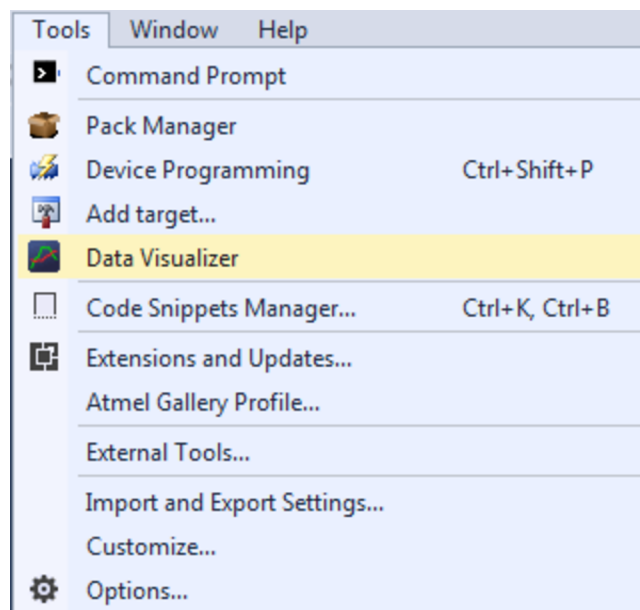 Tools Window Help
Command Prompt
Pack Manager
Device Programming Ctrl+Shift+P
Add target...
Data Visualizer
Code Snippets Manager... Ctrl+K, Ctrl+B
Extensions and Updates...
Atmel Gallery Profile...
External Tools...
Import and Export Settings...
Customize...
Options...